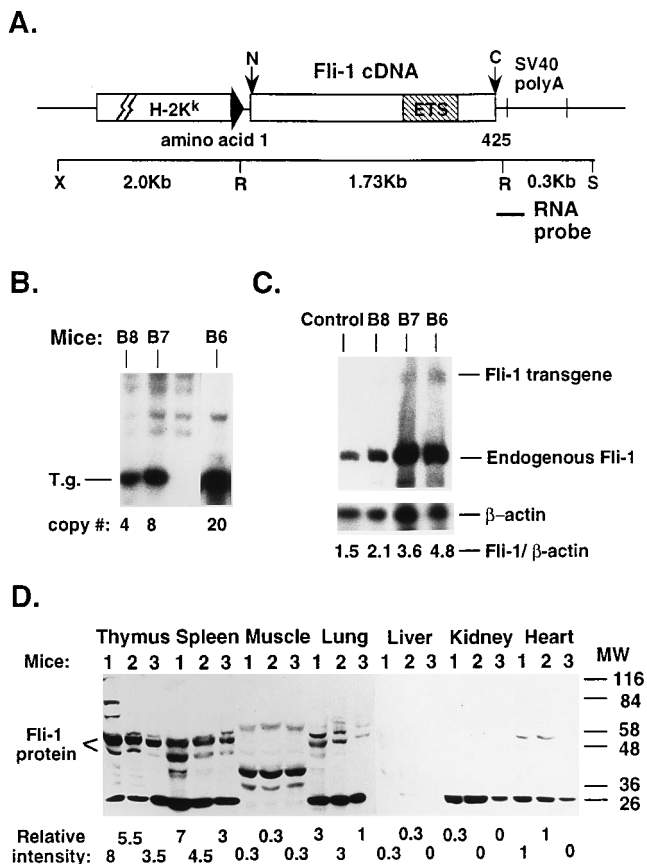 A.
N Fli-1 cDNA C SV40
polyA
H-2Kk ETS
amino acid 1 425
X 2.0Kb R 1.73Kb R 0.3Kb S
RNA
probe
B.
Mice: B8 B7 B6
T.g.
copy #: 4 8 20
C.
Control B8 B7 B6
Fli-1 transgene
Endogenous Fli-1
β-actin
1.5 2.1 3.6 4.8 Fli-1/ β-actin
D.
Thymus Spleen Muscle Lung Liver Kidney Heart
Mice: 1 2 3 1 2 3 1 2 3 1 2 3 1 2 3 1 2 3 1 2 3 MW
116
84
Fli-1
protein
58
48
36
26
Relative 5.5 7 3 0.3 3 1 0.3 0.3 0 1
intensity: 8 3.5 4.5 0.3 0.3 3 0 0 0 1 0